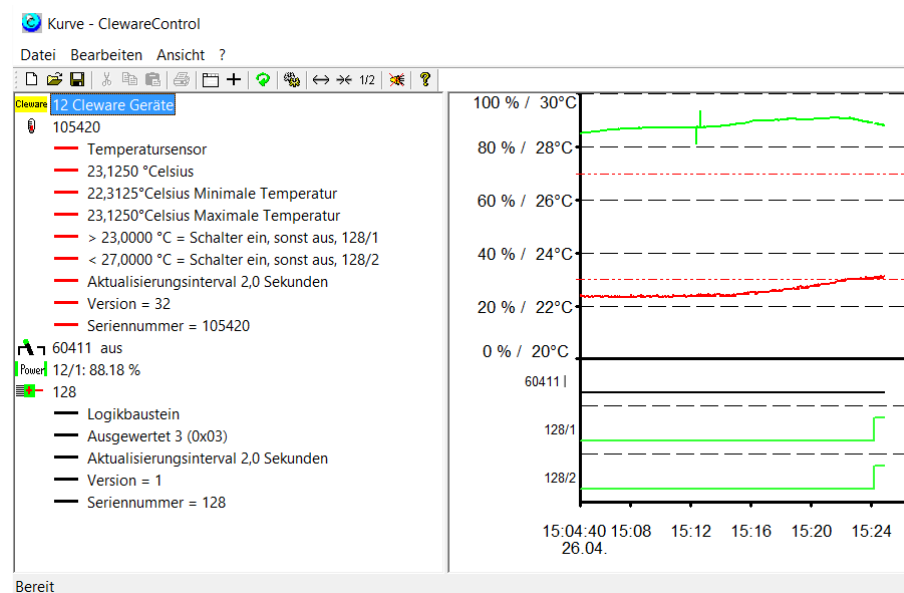 Kurve - ClewareControl
Datei Bearbeiten Ansicht ?
1/2
Cleware 12 Cleware Geräte
105420
Temperatursensor
23,1250 °Celsius
22,3125°Celsius Minimale Temperatur
23,1250°Celsius Maximale Temperatur
> 23,0000 °C = Schalter ein, sonst aus, 128/1
< 27,0000 °C = Schalter ein, sonst aus, 128/2
Aktualisierungsinterval 2,0 Sekunden
Version = 32
Seriennummer = 105420
60411 aus
Power 12/1: 88.18 %
128
Logikbaustein
Ausgewertet 3 (0x03)
Aktualisierungsinterval 2,0 Sekunden
Version = 1
Seriennummer = 128
100 % / 30°C
80 % / 28°C
60 % / 26°C
40 % / 24°C
20 % / 22°C
0 % / 20°C
60411 |
128/1
128/2
15:04:40 15:08 15:12 15:16 15:20 15:24
26.04.
Bereit